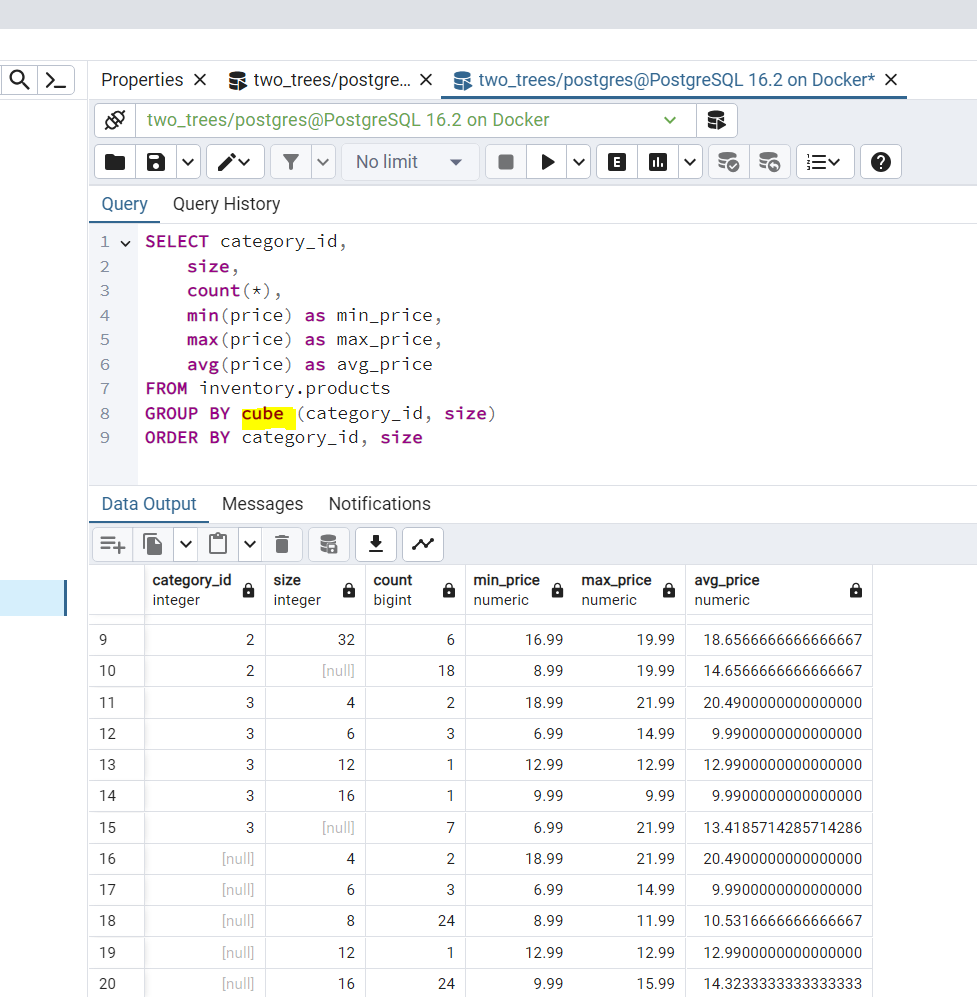 Properties × two_trees/postgre... × two_trees/postgres@PostgreSQL 16.2 on Docker* ×
two_trees/postgres@PostgreSQL 16.2 on Docker
No limit
Query Query History
1 SELECT category_id,
2 size,
3 count(*),
4 min(price) as min_price,
5 max(price) as max_price,
6 avg(price) as avg_price
7 FROM inventory.products
8 GROUP BY cube (category_id, size)
9 ORDER BY category_id, size
Data Output Messages Notifications
category_id size count min_price max_price avg_price
integer integer bigint numeric numeric numeric
9 2 32 6 16.99 19.99 18.6566666666666667
10 2 [null] 18 8.99 19.99 14.6566666666666667
11 3 4 2 18.99 21.99 20.4900000000000000
12 3 6 3 6.99 14.99 9.9900000000000000
13 3 12 1 12.99 12.99 12.9900000000000000
14 3 16 1 9.99 9.99 9.9900000000000000
15 3 [null] 7 6.99 21.99 13.4185714285714286
16 [null] 4 2 18.99 21.99 20.4900000000000000
17 [null] 6 3 6.99 14.99 9.9900000000000000
18 [null] 8 24 8.99 11.99 10.5316666666666667
19 [null] 12 1 12.99 12.99 12.9900000000000000
20 [null] 16 24 9.99 15.99 14.3233333333333333